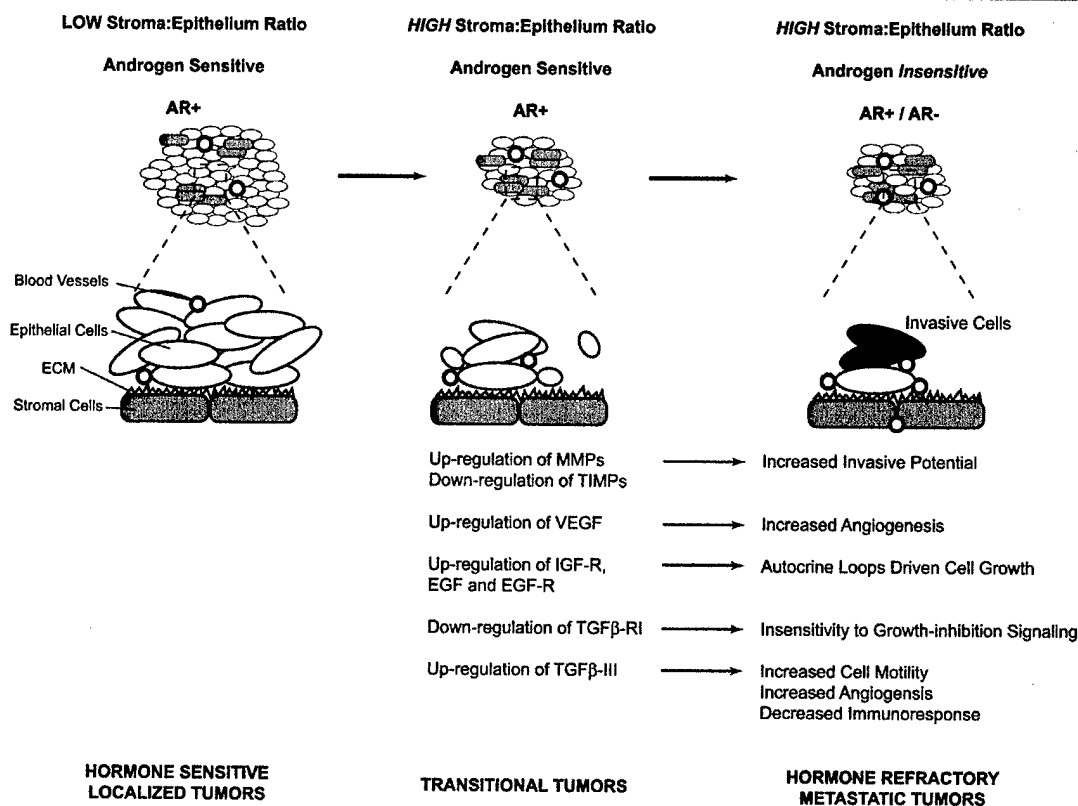 LOW Stroma:Epithelium Ratio
Androgen Sensitive
AR+
HIGH Stroma:Epithelium Ratio
Androgen Sensitive
AR+
HIGH Stroma:Epithelium Ratio
Androgen Insensitive
AR+ / AR-
Blood Vessels
Epithelial Cells
ECM
Stromal Cells
Invasive Cells
Up-regulation of MMPs
Down-regulation of TIMPs
Increased Invasive Potential
Up-regulation of VEGF
Increased Angiogenesis
Up-regulation of IGF-R,
EGF and EGF-R
Autocrine Loops Driven Cell Growth
Down-regulation of TGFβ-RI
Insensitivity to Growth-inhibition Signaling
Up-regulation of TGFβ-III
Increased Cell Motility
Increased Angiogensis
Decreased Immunoresponse
HORMONE SENSITIVE
LOCALIZED TUMORS
TRANSITIONAL TUMORS
HORMONE REFRACTORY
METASTATIC TUMORS